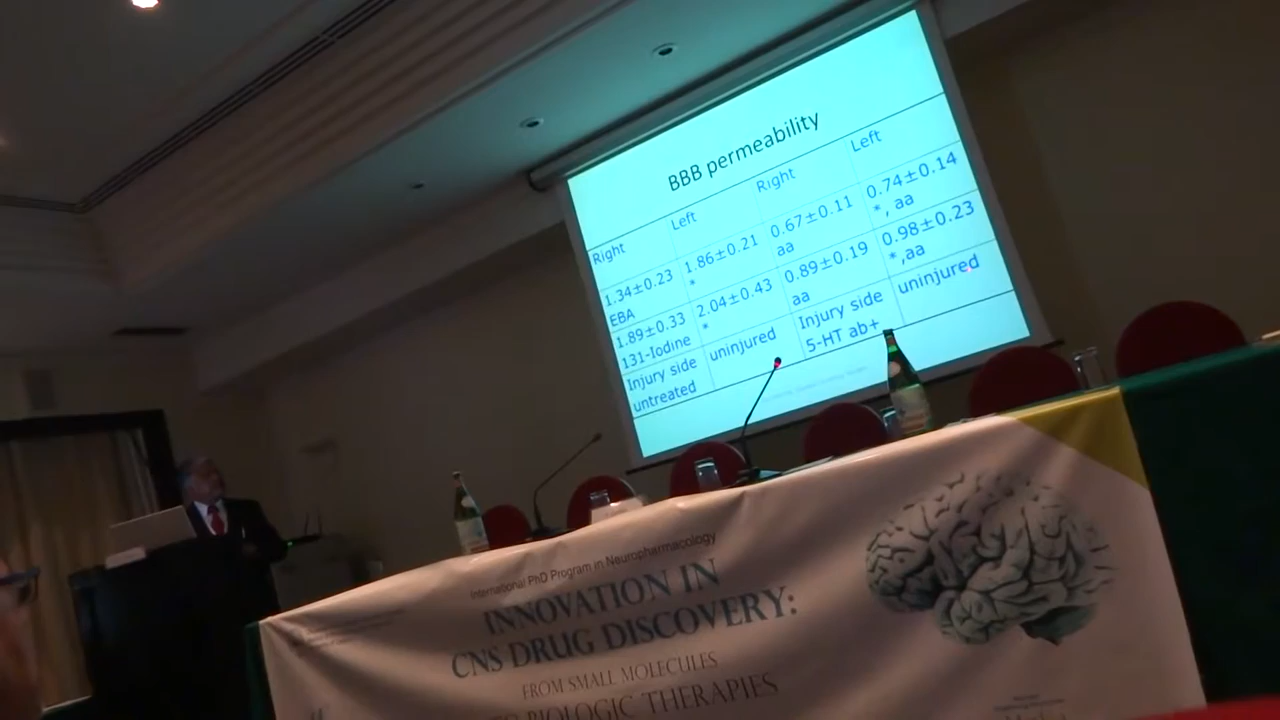 BBB permeability
Right Left Right Left
1.34±0.23 1.86±0.21 0.67±0.11 0.74±0.14
EBA * aa *, aa
1.89±0.33 2.04±0.43 0.89±0.19 0.98±0.23
131-Iodine * aa *,aa
Injury side uninjured Injury side uninjured
untreated 5-HT ab+
International PhD Program in Neuropharmacology
INNOVATION IN
CNS DRUG DISCOVERY:
FROM SMALL MOLECULES
TO BIOLOGIC THERAPIES